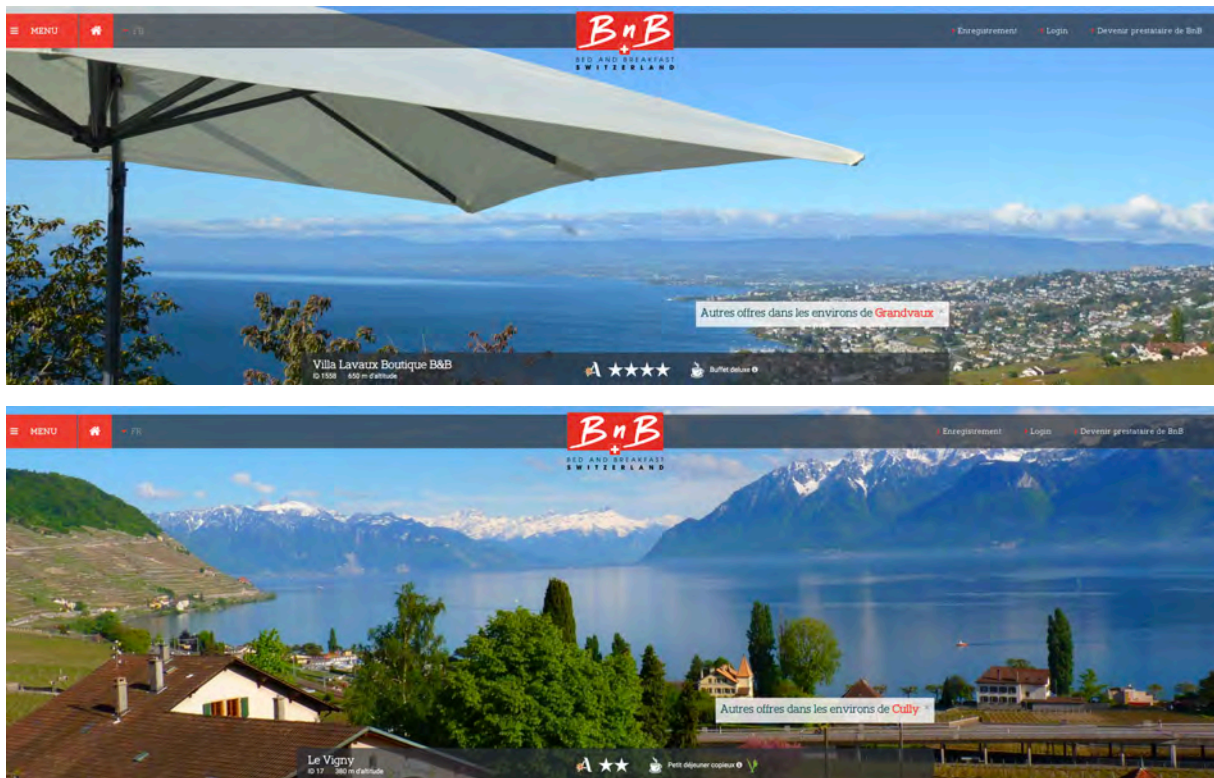 MENU
FR
BnB
BED AND BREAKFAST
SWITZERLAND
Enregistrement
Login
Devenir prestataire de BnB
Autres offres dans les environs de Grandvaux ×
Villa Lavaux Boutique B&B
ID 1558 650 m d'altitude
A ★★★★
Buffet deluxe
MENU
FR
BnB
BED AND BREAKFAST
SWITZERLAND
Enregistrement
Login
Devenir prestataire de BnB
Autres offres dans les environs de Cully ×
Le Vigny
ID 17 380 m d'altitude
A ★★
Petit déjeuner copieux